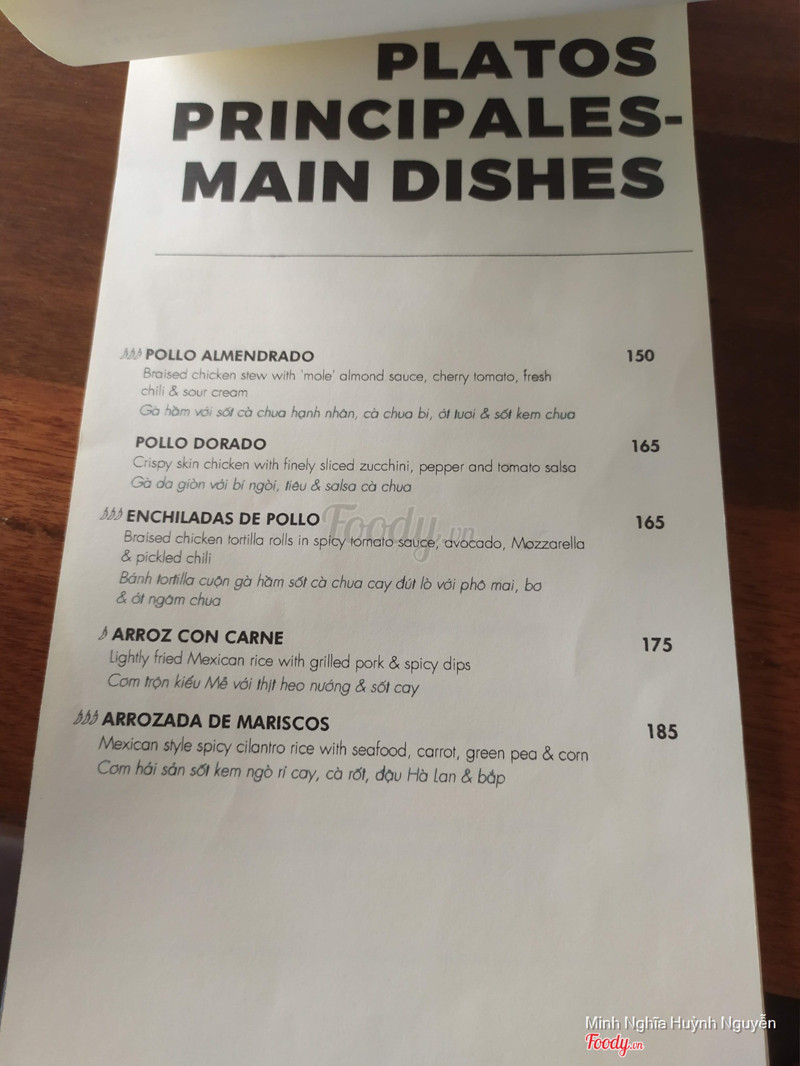 PLATOS
PRINCIPALES-
MAIN DISHES
POLLO ALMENDRADO 150
Braised chicken stew with 'mole' almond sauce, cherry tomato, fresh
chili & sour cream
Gà hầm với sốt cà chua hạnh nhân, cà chua bi, ớt tươi & sốt kem chua
POLLO DORADO 165
Crispy skin chicken with finely sliced zucchini, pepper and tomato salsa
Gà da giòn với bí ngòi, tiêu & salsa cà chua
ENCHILADAS DE POLLO 165
Braised chicken tortilla rolls in spicy tomato sauce, avocado, Mozzarella
& pickled chili
Bánh tortilla cuộn gà hầm sốt cà chua cay đút lò với phô mai, bơ
& ớt ngâm chua
ARROZ CON CARNE 175
Lightly fried Mexican rice with grilled pork & spicy dips
Cơm trộn kiểu Mê với thịt heo nướng & sốt cay
ARROZADA DE MARISCOS 185
Mexican style spicy cilantro rice with seafood, carrot, green pea & corn
Cơm hải sản sốt kem ngò rí cay, cà rốt, đậu Hà Lan & bắp
Foody.vn
Minh Nghĩa Huỳnh Nguyễn
Foody.vn